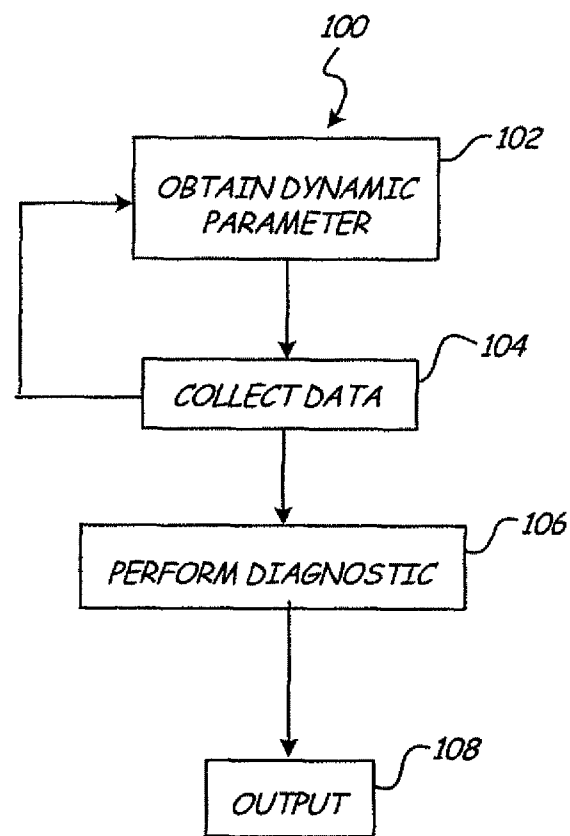 100
102
OBTAIN DYNAMIC
PARAMETER
104
COLLECT DATA
106
PERFORM DIAGNOSTIC
108
OUTPUT